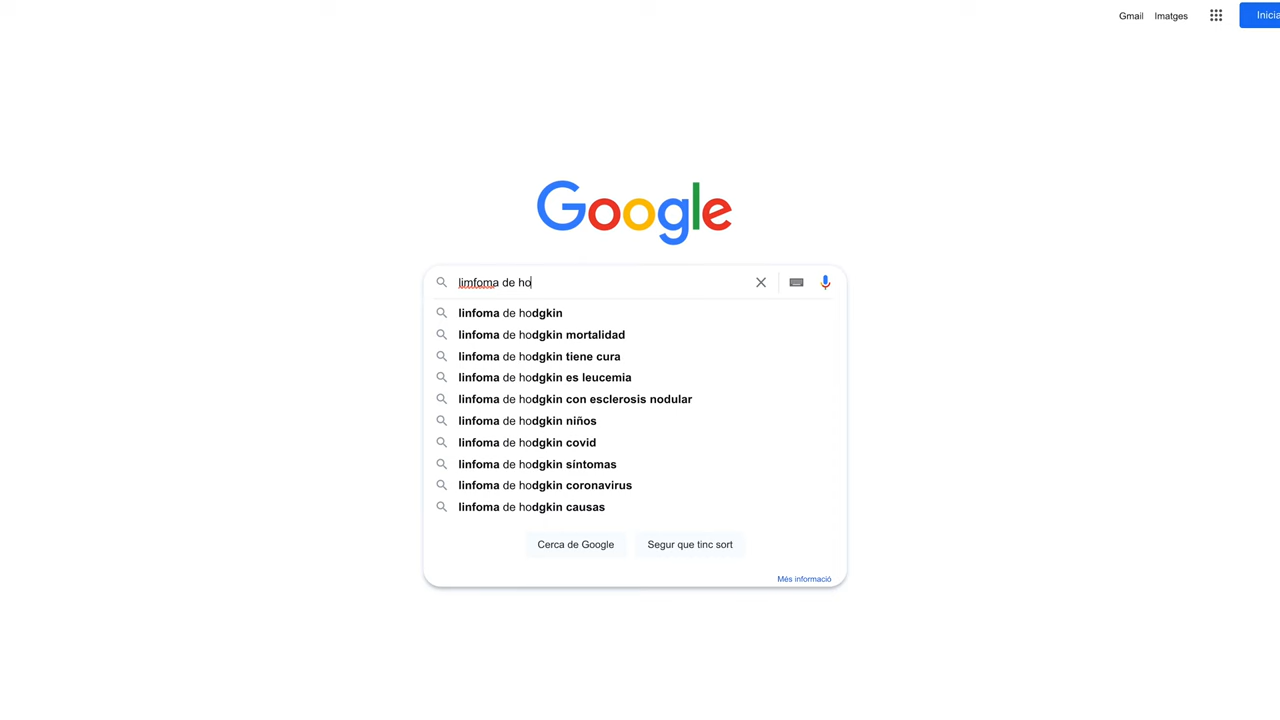 Gmail Imatges Inicia
Google
limfoma de ho
linfoma de hodgkin
linfoma de hodgkin mortalidad
linfoma de hodgkin tiene cura
linfoma de hodgkin es leucemia
linfoma de hodgkin con esclerosis nodular
linfoma de hodgkin niños
linfoma de hodgkin covid
linfoma de hodgkin síntomas
linfoma de hodgkin coronavirus
linfoma de hodgkin causas
Cerca de Google Segur que tinc sort
Més informació